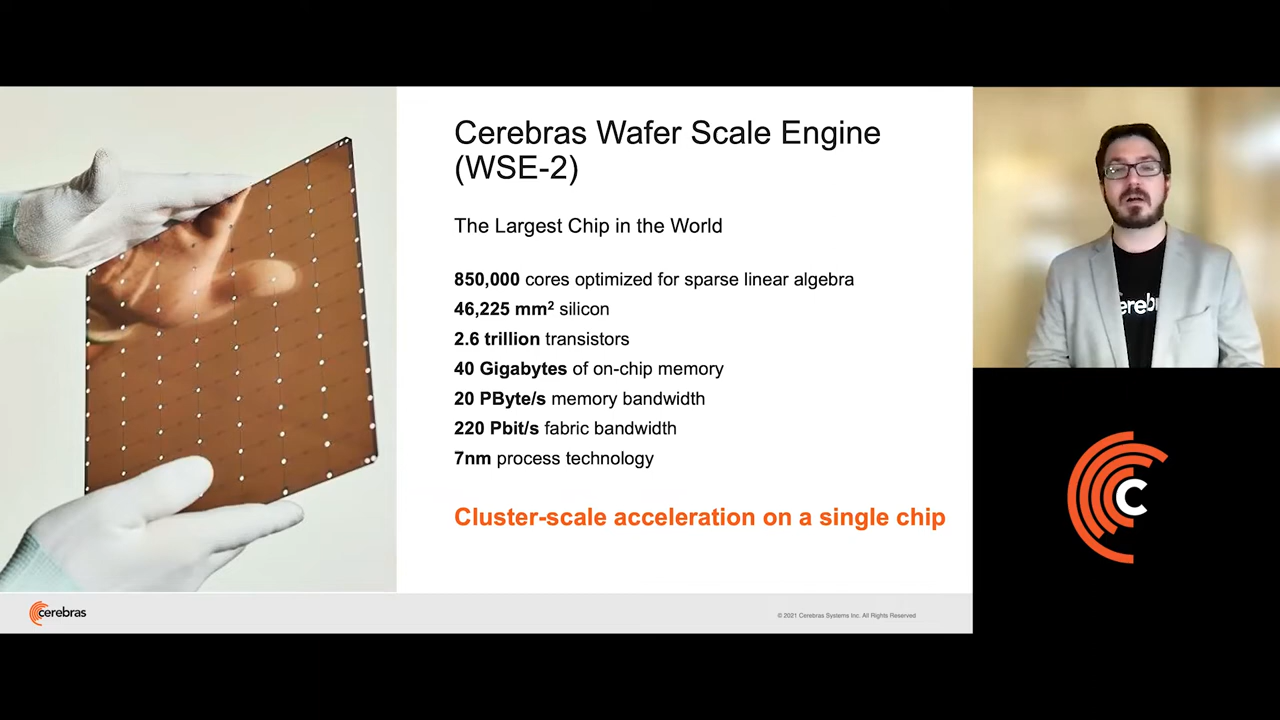 Cerebras Wafer Scale Engine
(WSE-2)
The Largest Chip in the World
850,000 cores optimized for sparse linear algebra
46,225 mm² silicon
2.6 trillion transistors
40 Gigabytes of on-chip memory
20 PByte/s memory bandwidth
220 Pbit/s fabric bandwidth
7nm process technology
Cluster-scale acceleration on a single chip
cerebras
© 2021 Cerebras Systems Inc. All Rights Reserved
erebr
C